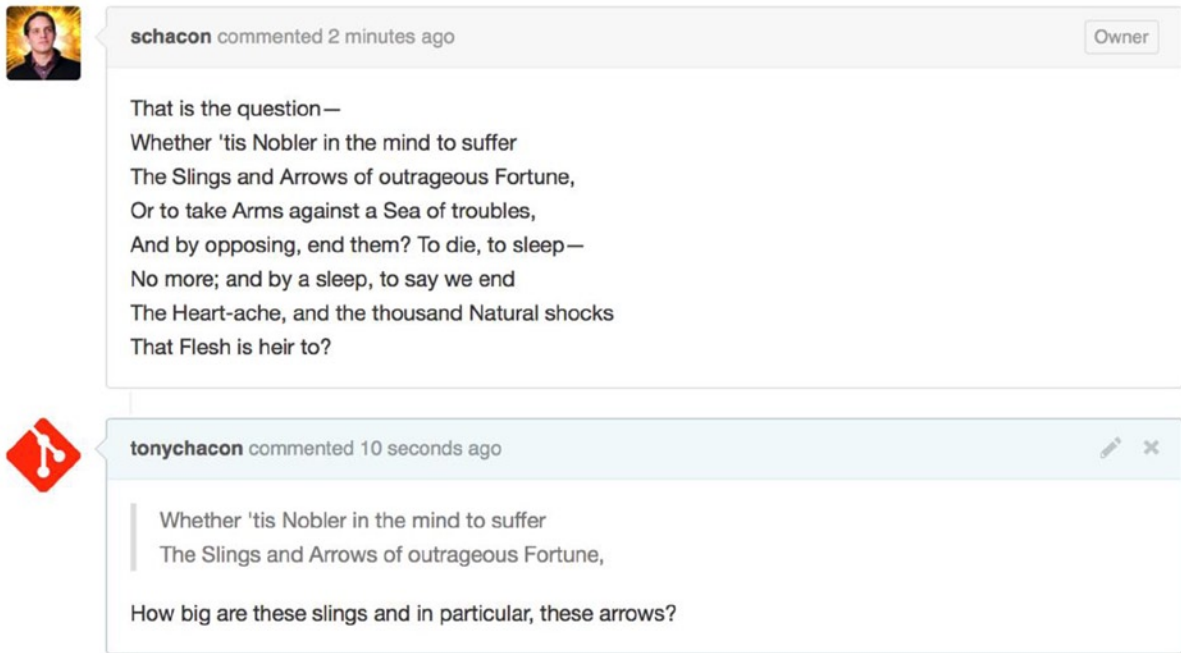 schacon commented 2 minutes ago
Owner
That is the question—
Whether 'tis Nobler in the mind to suffer
The Slings and Arrows of outrageous Fortune,
Or to take Arms against a Sea of troubles,
And by opposing, end them? To die, to sleep—
No more; and by a sleep, to say we end
The Heart-ache, and the thousand Natural shocks
That Flesh is heir to?
tonychacon commented 10 seconds ago
Whether 'tis Nobler in the mind to suffer
The Slings and Arrows of outrageous Fortune,
How big are these slings and in particular, these arrows?